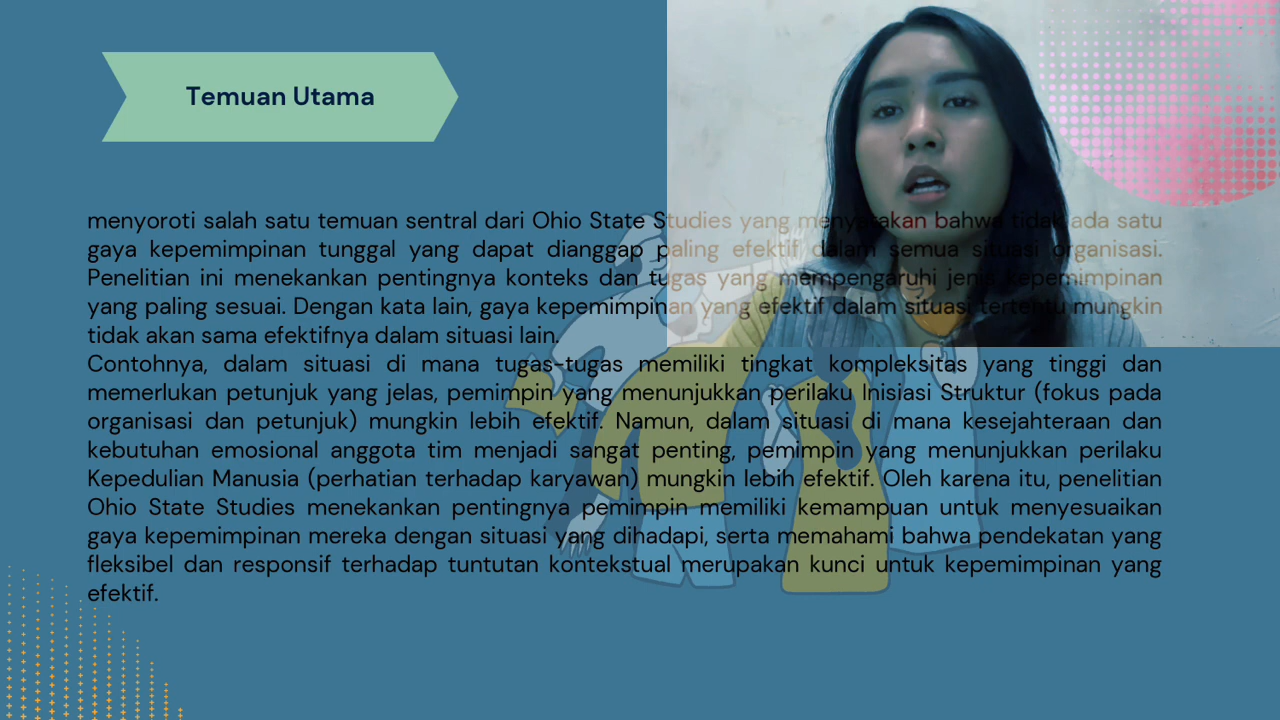 Temuan Utama
menyoroti salah satu temuan sentral dari Ohio State Studies yang menyatakan bahwa tidak ada satu
gaya kepemimpinan tunggal yang dapat dianggap paling efektif dalam semua situasi organisasi.
Penelitian ini menekankan pentingnya konteks dan tugas yang mempengaruhi jenis kepemimpinan
yang paling sesuai. Dengan kata lain, gaya kepemimpinan yang efektif dalam situasi tertentu mungkin
tidak akan sama efektifnya dalam situasi lain.
Contohnya, dalam situasi di mana tugas-tugas memiliki tingkat kompleksitas yang tinggi dan
memerlukan petunjuk yang jelas, pemimpin yang menunjukkan perilaku Inisiasi Struktur (fokus pada
organisasi dan petunjuk) mungkin lebih efektif. Namun, dalam situasi di mana kesejahteraan dan
kebutuhan emosional anggota tim menjadi sangat penting, pemimpin yang menunjukkan perilaku
Kepedulian Manusia (perhatian terhadap karyawan) mungkin lebih efektif. Oleh karena itu, penelitian
Ohio State Studies menekankan pentingnya pemimpin memiliki kemampuan untuk menyesuaikan
gaya kepemimpinan mereka dengan situasi yang dihadapi, serta memahami bahwa pendekatan yang
fleksibel dan responsif terhadap tuntutan kontekstual merupakan kunci untuk kepemimpinan yang
efektif.